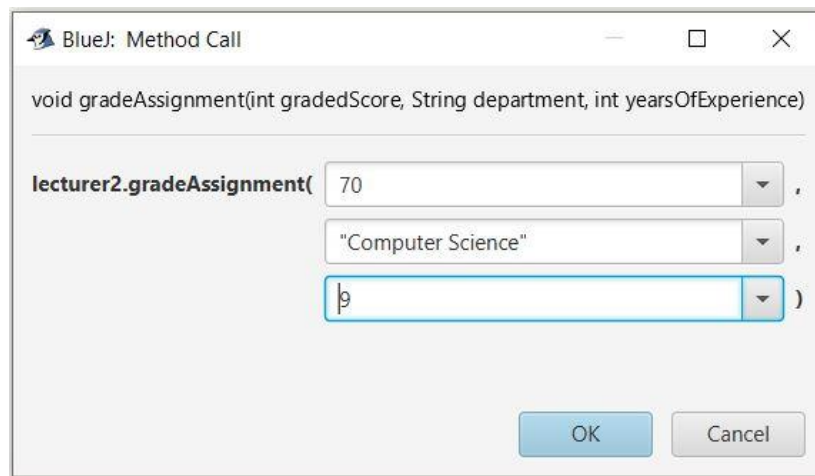 BlueJ: Method Call
void gradeAssignment(int gradedScore, String department, int yearsOfExperience)
lecturer2.gradeAssignment( 70 ,
"Computer Science" ,
9 )
OK Cancel